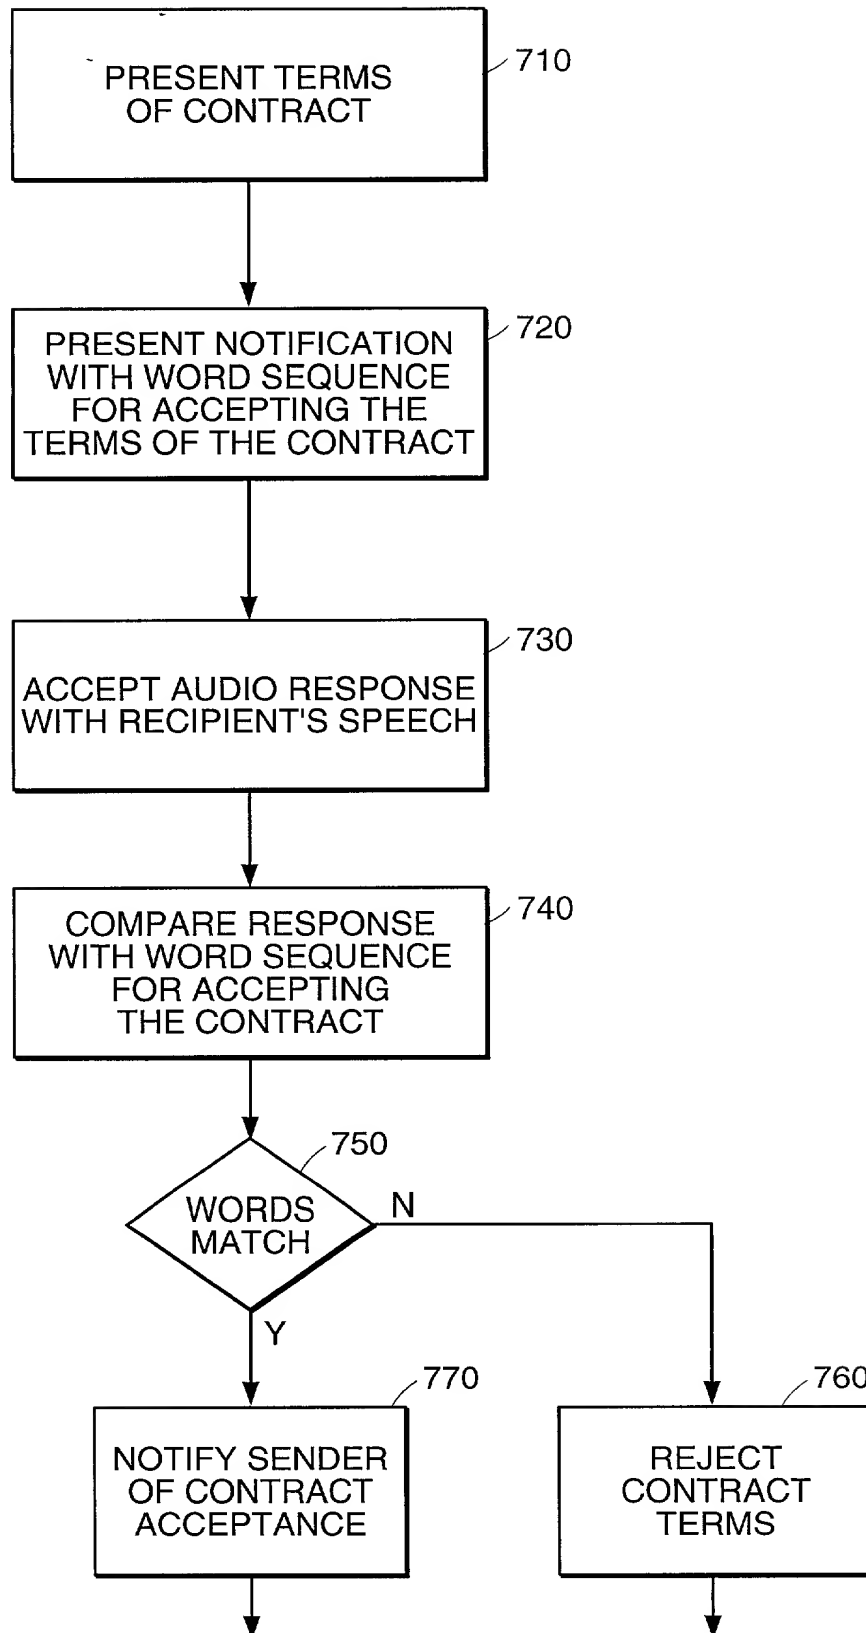 PRESENT TERMS
OF CONTRACT
710
PRESENT NOTIFICATION
WITH WORD SEQUENCE
FOR ACCEPTING THE
TERMS OF THE CONTRACT
720
ACCEPT AUDIO RESPONSE
WITH RECIPIENT'S SPEECH
730
COMPARE RESPONSE
WITH WORD SEQUENCE
FOR ACCEPTING
THE CONTRACT
740
750
WORDS
MATCH
N
Y
770
NOTIFY SENDER
OF CONTRACT
ACCEPTANCE
760
REJECT
CONTRACT
TERMS